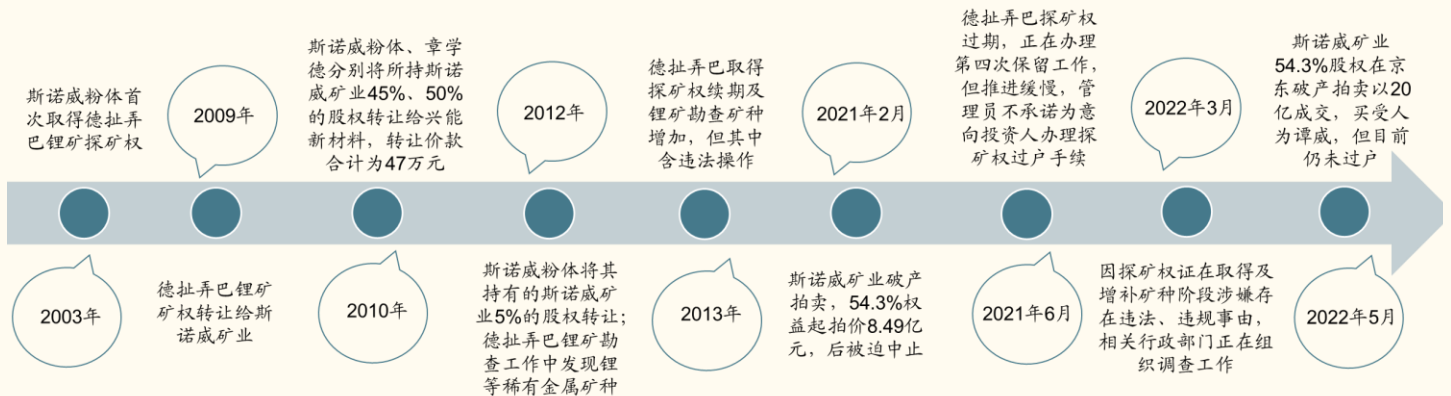 2003年
斯诺威粉体首
次取得德扯弄
巴锂矿探矿权
2009年
德扯弄巴锂矿
矿权转让给斯
诺威矿业
2010年
斯诺威粉体、章学
德分别将所持斯诺
威矿业45%、50%
的股权转让给兴能
新材料，转让价款
合计为47万元
2012年
斯诺威粉体将其
持有的斯诺威矿
业5%的股权转让；
德扯弄巴锂矿勘
查工作中发现锂
等稀有金属矿种
2013年
德扯弄巴取得
探矿权续期及
锂矿勘查矿种
增加，但其中
含违法操作
2021年2月
斯诺威矿业破产
拍卖，54.3%权
益起拍价8.49亿
元，后被迫中止
2021年6月
德扯弄巴探矿权
过期，正在办理
第四次保留工作，
但推进缓慢，管
理员不承诺为意
向投资人办理探
矿权过户手续
2022年3月
因探矿权证在取得及
增补矿种阶段涉嫌存
在违法、违规事由，
相关行政部门正在组
织调查工作
2022年5月
斯诺威矿业
54.3%股权在京
东破产拍卖以20
亿成交，买受人
为谭威，但目前
仍未过户